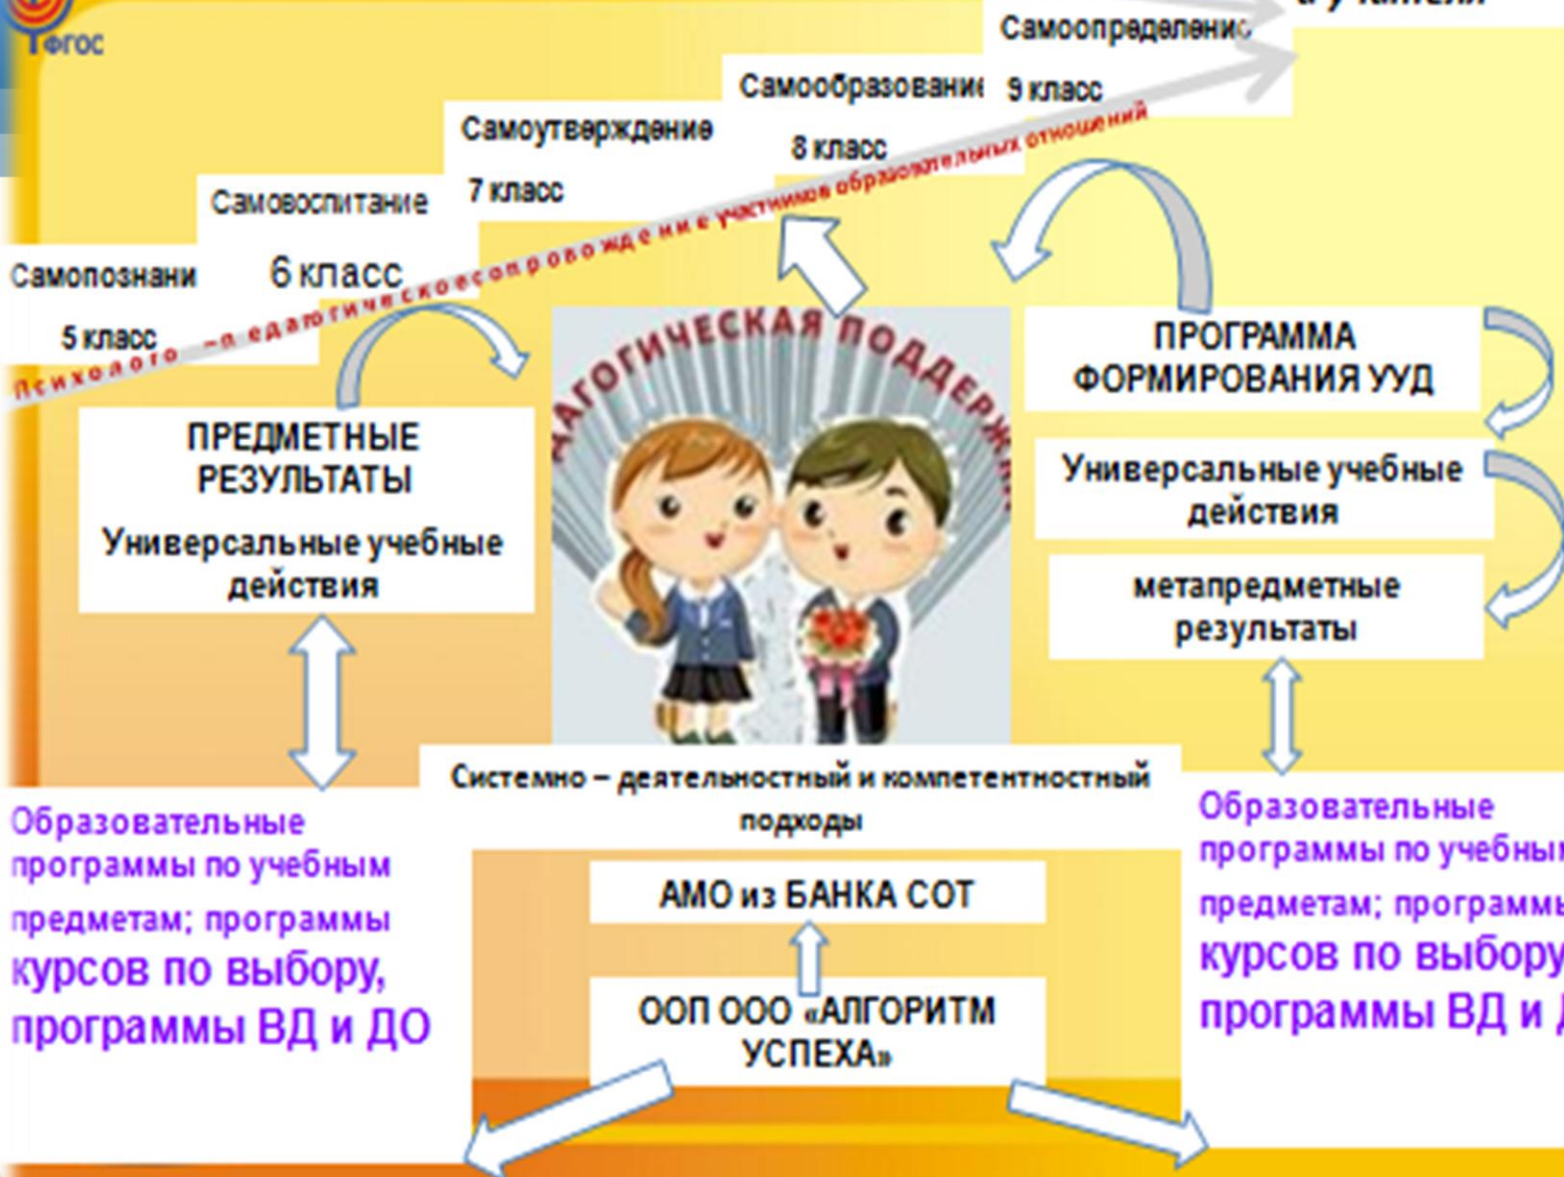 ФГОС
Самоопределение
9 класс
Самообразование
8 класс
Самоутверждение
7 класс
Самовоспитание
6 класс
Самопознани
5 класс
Психолого –педагогическое сопровождение участников образовательных отношений
ПРЕДМЕТНЫЕ
РЕЗУЛЬТАТЫ
Универсальные учебные
действия
ДАГОГИЧЕСКАЯ ПОДДЕРЖК
ПРОГРАММА
ФОРМИРОВАНИЯ УУД
Универсальные учебные
действия
метапредметные
результаты
Системно – деятельностный и компетентностный
подходы
АМО из БАНКА СОТ
ООП ООО «АЛГОРИТМ
УСПЕХА»
Образовательные
программы по учебным
предметам; программы
курсов по выбору,
программы ВД и ДО
Образовательные
программы по учебным
предметам; программы
курсов по выбору
программы ВД и Д